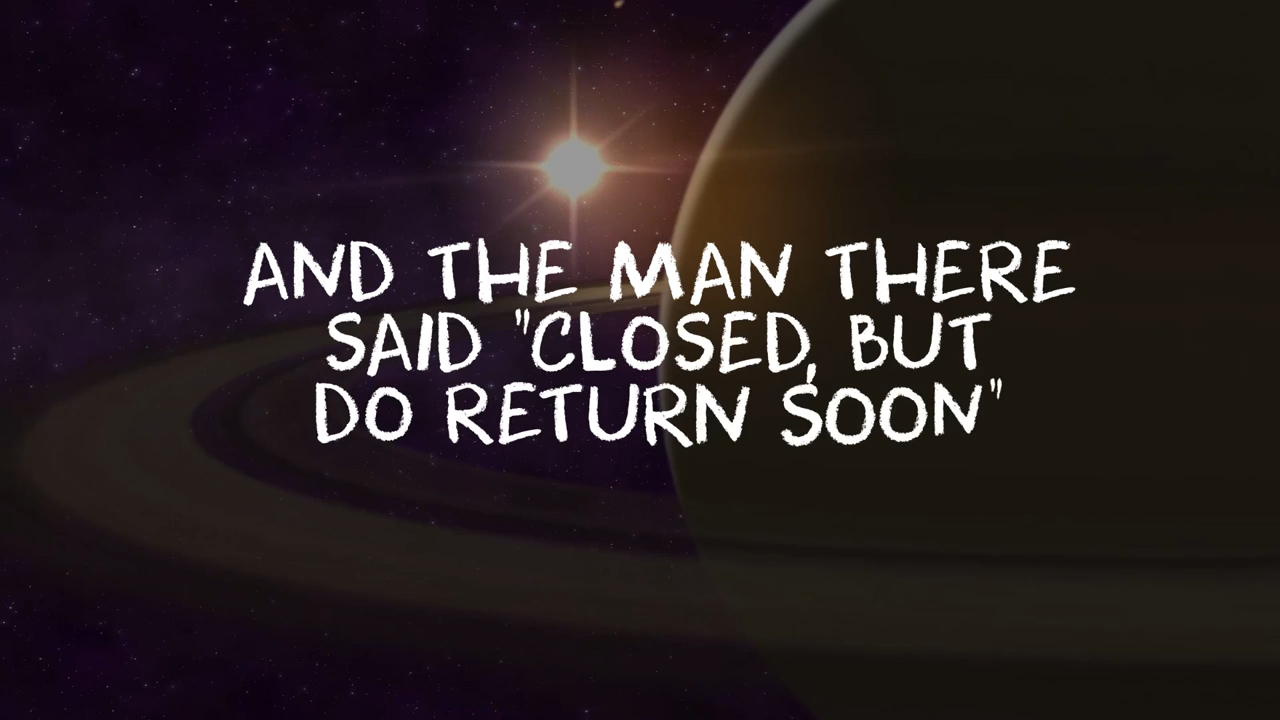 AND THE MAN THERE
SAID "CLOSED, BUT
DO RETURN SOON"